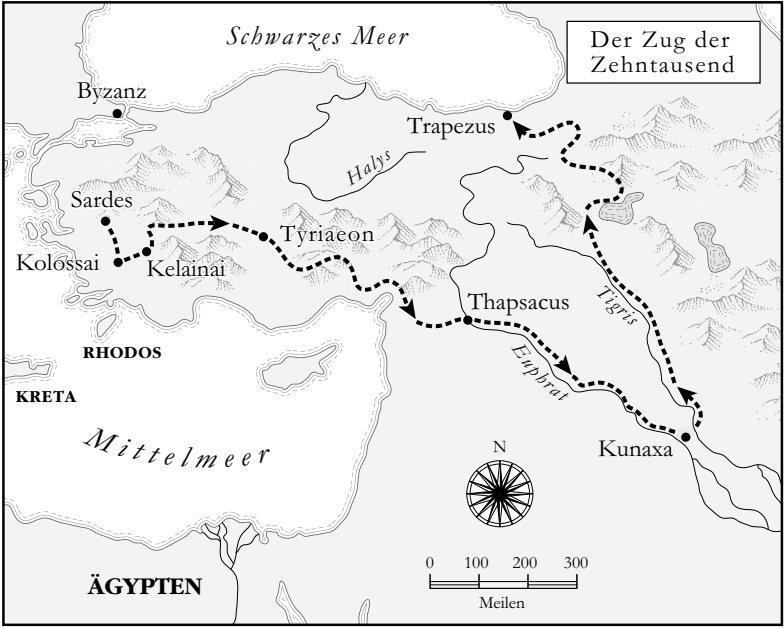 Schwarzes Meer
Der Zug der
Zehntausend
Byzanz
Trapezus
Halys
Sardes
Tyriaeon
Kolossai
Kelainai
Thapsacus
Tigris
RHODOS
Euphrat
KRETA
Mittelmeer
Kunaxa
N
ÄGYPTEN
0 100 200 300
Meilen